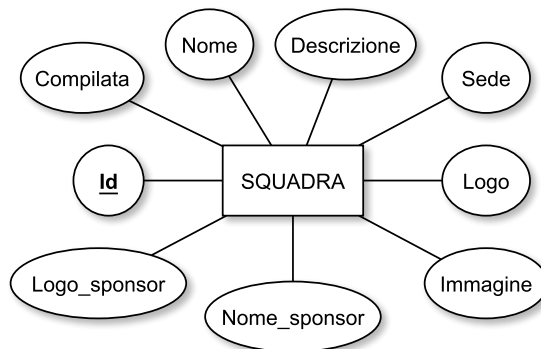 Nome
Descrizione
Compilata
Sede
Id
SQUADRA
Logo
Logo_sponsor
Nome_sponsor
Immagine